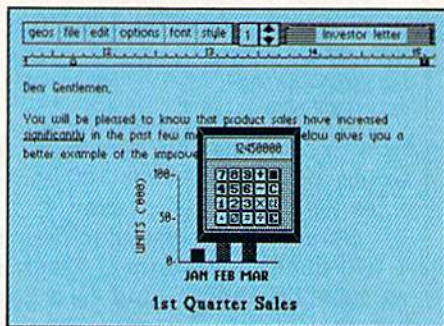 geos file edit options font style 1 Investor letter
12 13 14 15
Dear Gentlemen,
You will be pleased to know that product sales have increased
significantly in the past few m elow gives you a
better example of the improve
12450000
7 8 9 +
4 5 6 - C
1 2 3 ×
. 0 = ÷
100-
50-
0-
UNITS ('000)
JAN FEB MAR
1st Quarter Sales